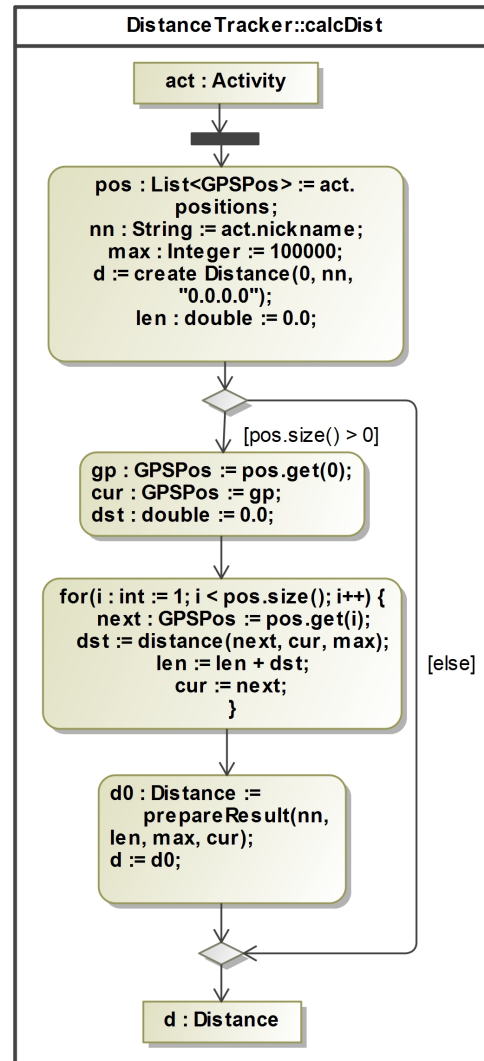 DistanceTracker::calcDist
act : Activity
pos : List<GPSPos> := act.
positions;
nn : String := act.nickname;
max : Integer := 100000;
d := create Distance(0, nn,
"0.0.0.0");
len : double := 0.0;
[pos.size() > 0]
gp : GPSPos := pos.get(0);
cur : GPSPos := gp;
dst : double := 0.0;
for(i : int := 1; i < pos.size(); i++) {
next : GPSPos := pos.get(i);
dst := distance(next, cur, max);
len := len + dst;
cur := next;
}
[else]
d0 : Distance :=
prepareResult(nn,
len, max, cur);
d := d0;
d : Distance